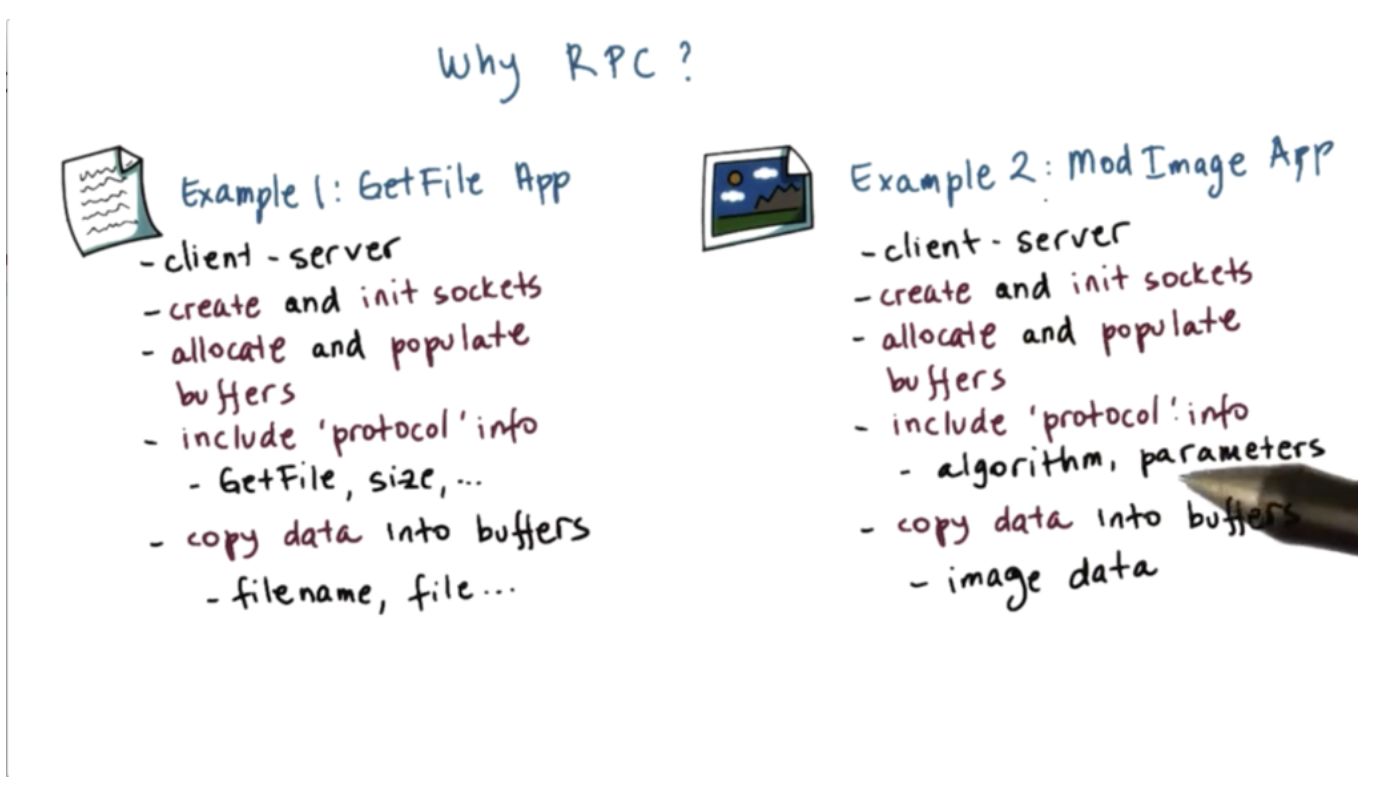 Why RPC?
Example 1: GetFile App
- client - server
- create and init sockets
- allocate and populate
buffers
- include 'protocol' info
- GetFile, size, ...
- copy data into buffers
- filename, file...
Example 2: Mod Image App
- client - server
- create and init sockets
- allocate and populate
buffers
- include 'protocol' info
- algorithm, parameters
- copy data into buffers
- image data